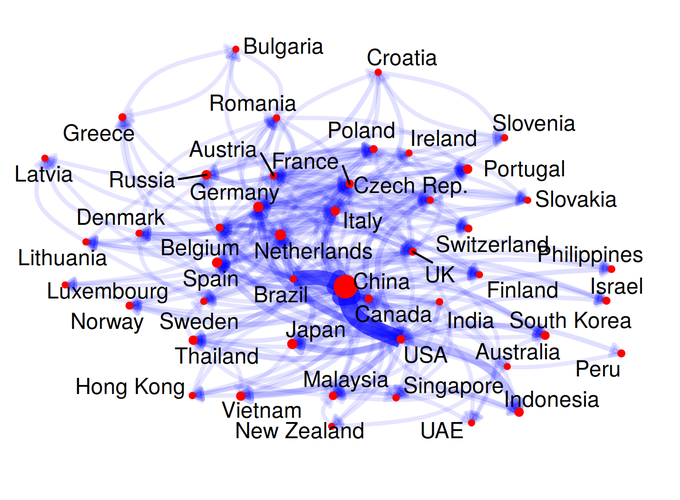 Bulgaria
Croatia
Romania
Greece
Poland
Ireland
Slovenia
Austria
France
Latvia
Russia
Germany
Czech Rep.
Portugal
Slovakia
Denmark
Italy
Lithuania
Belgium
Netherlands
Switzerland
Philippines
Spain
China
UK
Luxembourg
Brazil
Finland
Israel
Norway
Sweden
Canada
India
South Korea
Thailand
Japan
USA
Australia
Peru
Hong Kong
Malaysia
Singapore
Vietnam
Indonesia
New Zealand
UAE